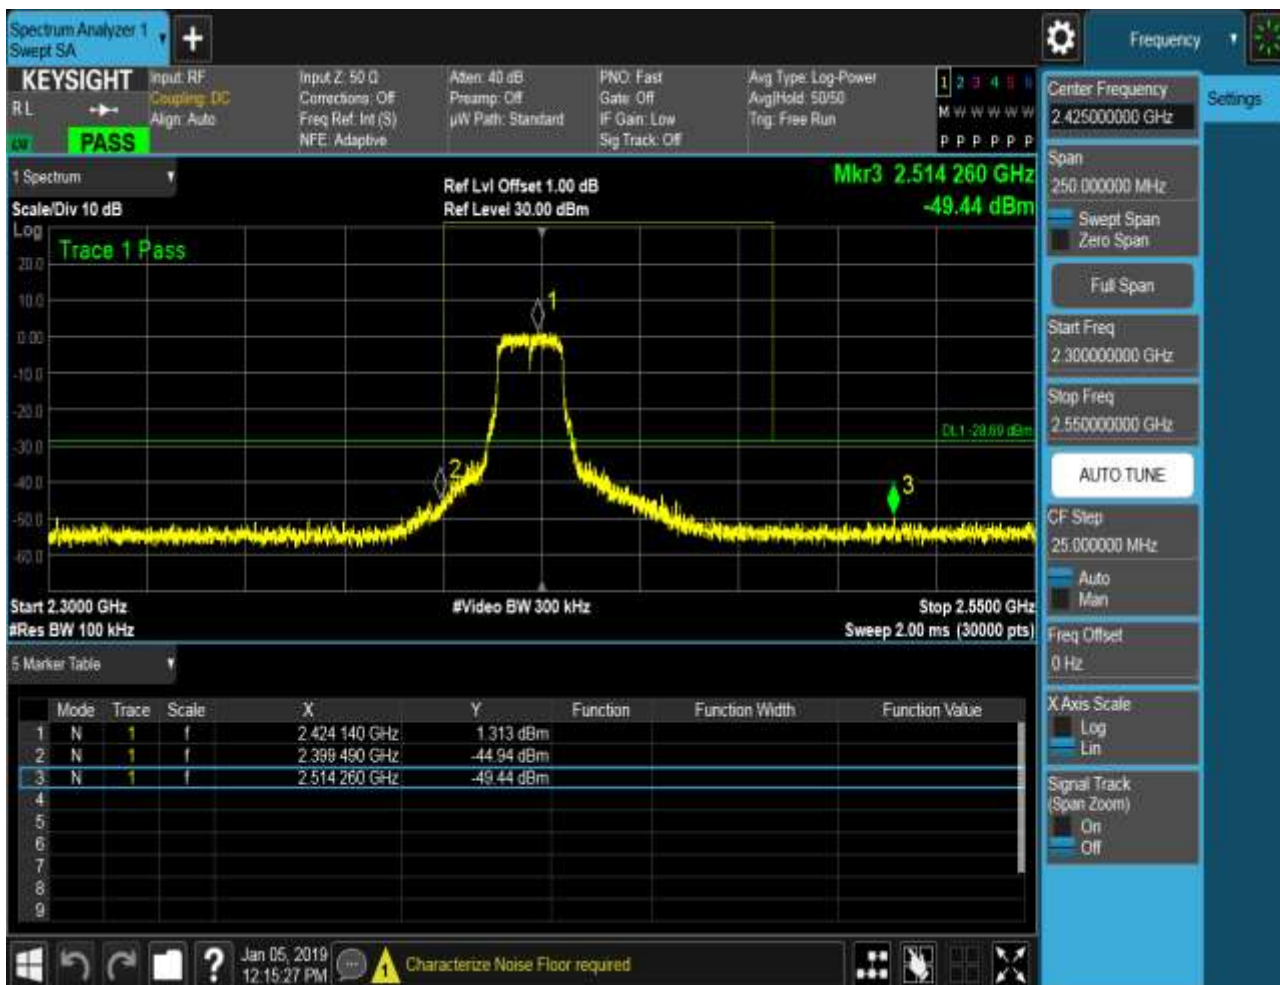 Spectrum Analyzer 1
Swept SA
Frequency
KEYSIGHT
R L
PASS
Input: RF
Coupling: DC
Align: Auto
Input Z: 50 Ω
Corrections: Off
Freq Ref: Int (S)
NFE: Adaptive
Atten: 40 dB
Preamp: Off
µW Path: Standard
PNO: Fast
Gate: Off
IF Gain: Low
Sig Track: Off
Avg Type: Log-Power
Avg|Hold: 50/50
Trig: Free Run
1 2 3 4 5 6
M W W W W W
P P P P P P
1 Spectrum
Scale/Div 10 dB
Ref Lvl Offset 1.00 dB
Ref Level 30.00 dBm
Mkr3 2.514 260 GHz
-49.44 dBm
Log
Trace 1 Pass
20.0
10.0
0.00
-10.0
-20.0
-30.0
-40.0
-50.0
-60.0
1
2
3
DL1 -28.69 dBm
Start 2.3000 GHz
#Res BW 100 kHz
#Video BW 300 kHz
Stop 2.5500 GHz
Sweep 2.00 ms (30000 pts)
5 Marker Table
Mode Trace Scale X Y Function Function Width Function Value
1 N 1 f 2.424 140 GHz 1.313 dBm
2 N 1 f 2.399 490 GHz -44.94 dBm
3 N 1 f 2.514 260 GHz -49.44 dBm
4
5
6
7
8
9
Jan 05, 2019
12:15:27 PM
?
1
Characterize Noise Floor required
Center Frequency
2.425000000 GHz
Settings
Span
250.000000 MHz
Swept Span
Zero Span
Full Span
Start Freq
2.300000000 GHz
Stop Freq
2.550000000 GHz
AUTO TUNE
CF Step
25.000000 MHz
Auto
Man
Freq Offset
0 Hz
X Axis Scale
Log
Lin
Signal Track
(Span Zoom)
On
Off